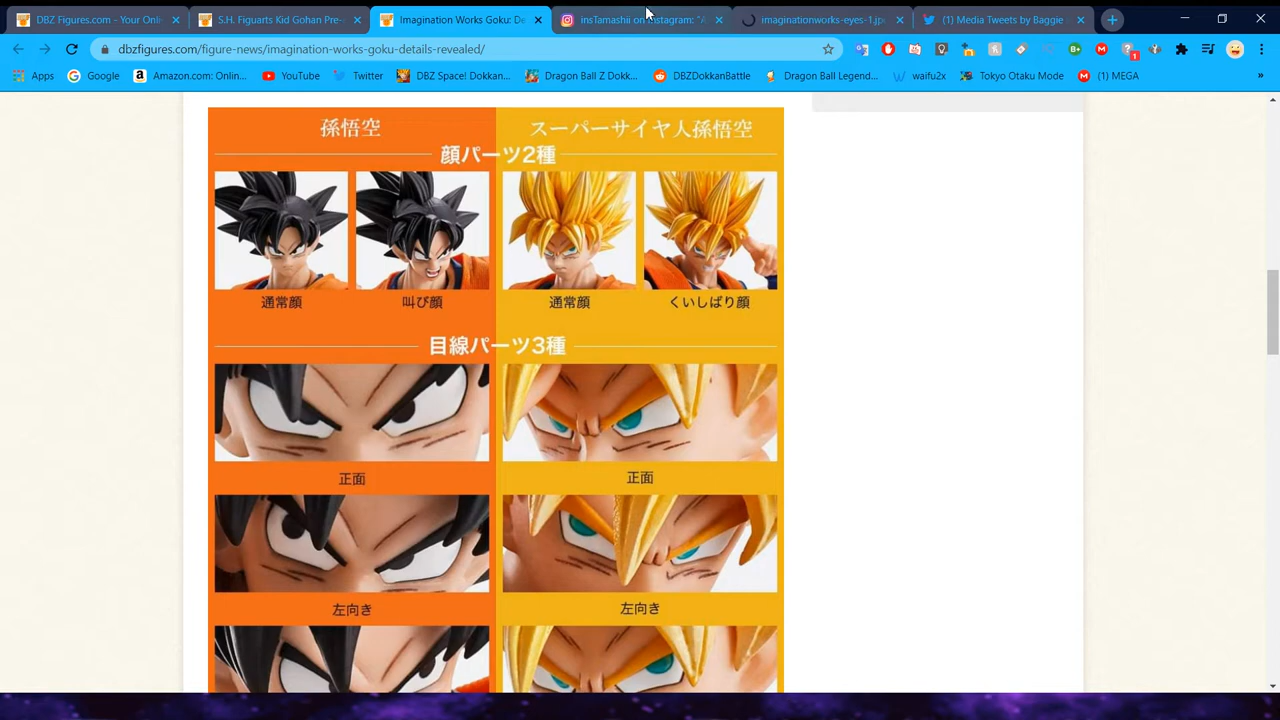 DBZ Figures.com - Your Onli
S.H. Figuarts Kid Gohan Pre-
Imagination Works Goku: De
insTamashii on Instagram: "A
imaginationworks-eyes-1.jp
(1) Media Tweets by Baggie
dbzfigures.com/figure-news/imagination-works-goku-details-revealed/
Apps
Google
Amazon.com: Onlin...
YouTube
Twitter
DBZ Space! Dokkan...
Dragon Ball Z Dokk...
DBZDokkanBattle
Dragon Ball Legend...
waifu2x
Tokyo Otaku Mode
(1) MEGA
»
孫悟空
スーパーサイヤ人孫悟空
顔パーツ2種
通常顔
叫び顔
通常顔
くいしばり顔
目線パーツ3種
正面
正面
左向き
左向き